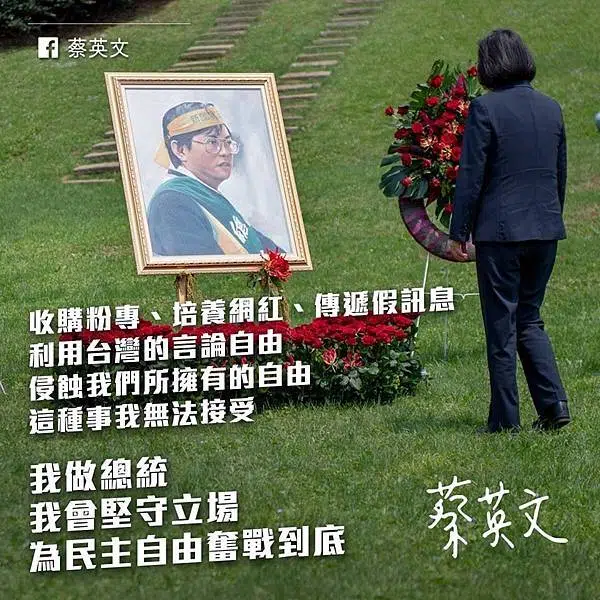 蔡英文
收購粉專、培養網紅、傳遞假訊息
利用台灣的言論自由
侵蝕我們所擁有的自由
這種事我無法接受
我做總統
我會堅守立場
為民主自由奮戰到底
蔡英文